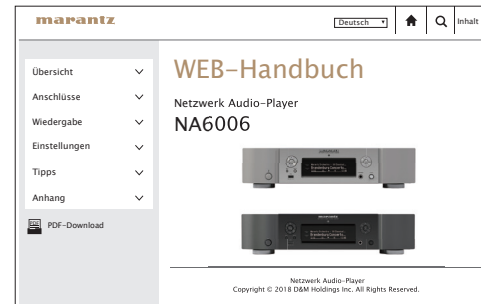 marantz
Deutsch
Inhalt
Übersicht
Anschlüsse
Wiedergabe
Einstellungen
Tipps
Anhang
PDF
PDF-Download
WEB-Handbuch
Netzwerk Audio-Player
NA6006
Netzwerk Audio-Player
Copyright © 2018 D&M Holdings Inc. All Rights Reserved.